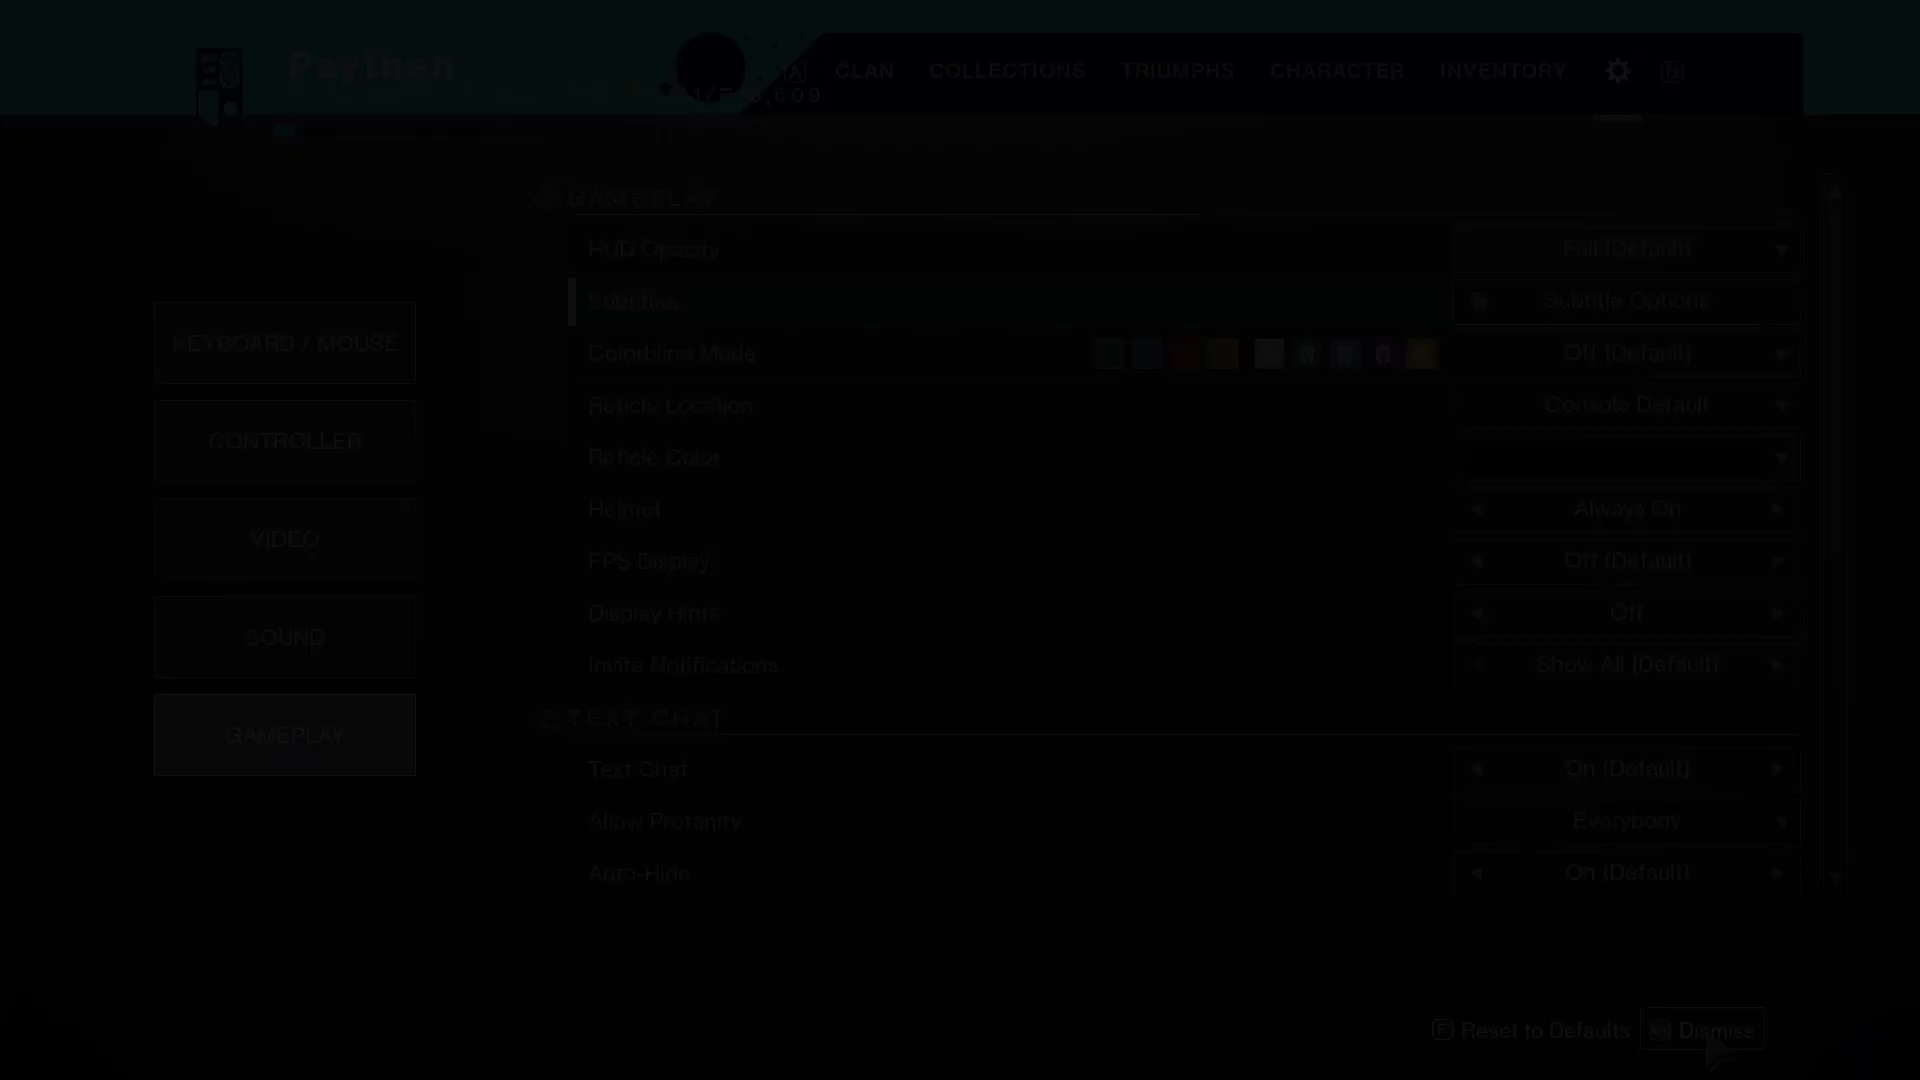 A CLAN COLLECTIONS TRIUMPHS CHARACTER INVENTORY D
GAMEPLAY
HUD Opacity Full (Default)
Subtitles Subtitle Options
Colorblind Mode Off (Default)
Reticle Location Console Default
Reticle Color
Helmet Always On
FPS Display Off (Default)
Display Hints Off
Invite Notifications Show All (Default)
TEXT CHAT
Text Chat On (Default)
Allow Profanity Everybody
Auto-Hide On (Default)
KEYBOARD / MOUSE
CONTROLLER
VIDEO
SOUND
GAMEPLAY
F Reset to Defaults Dismiss